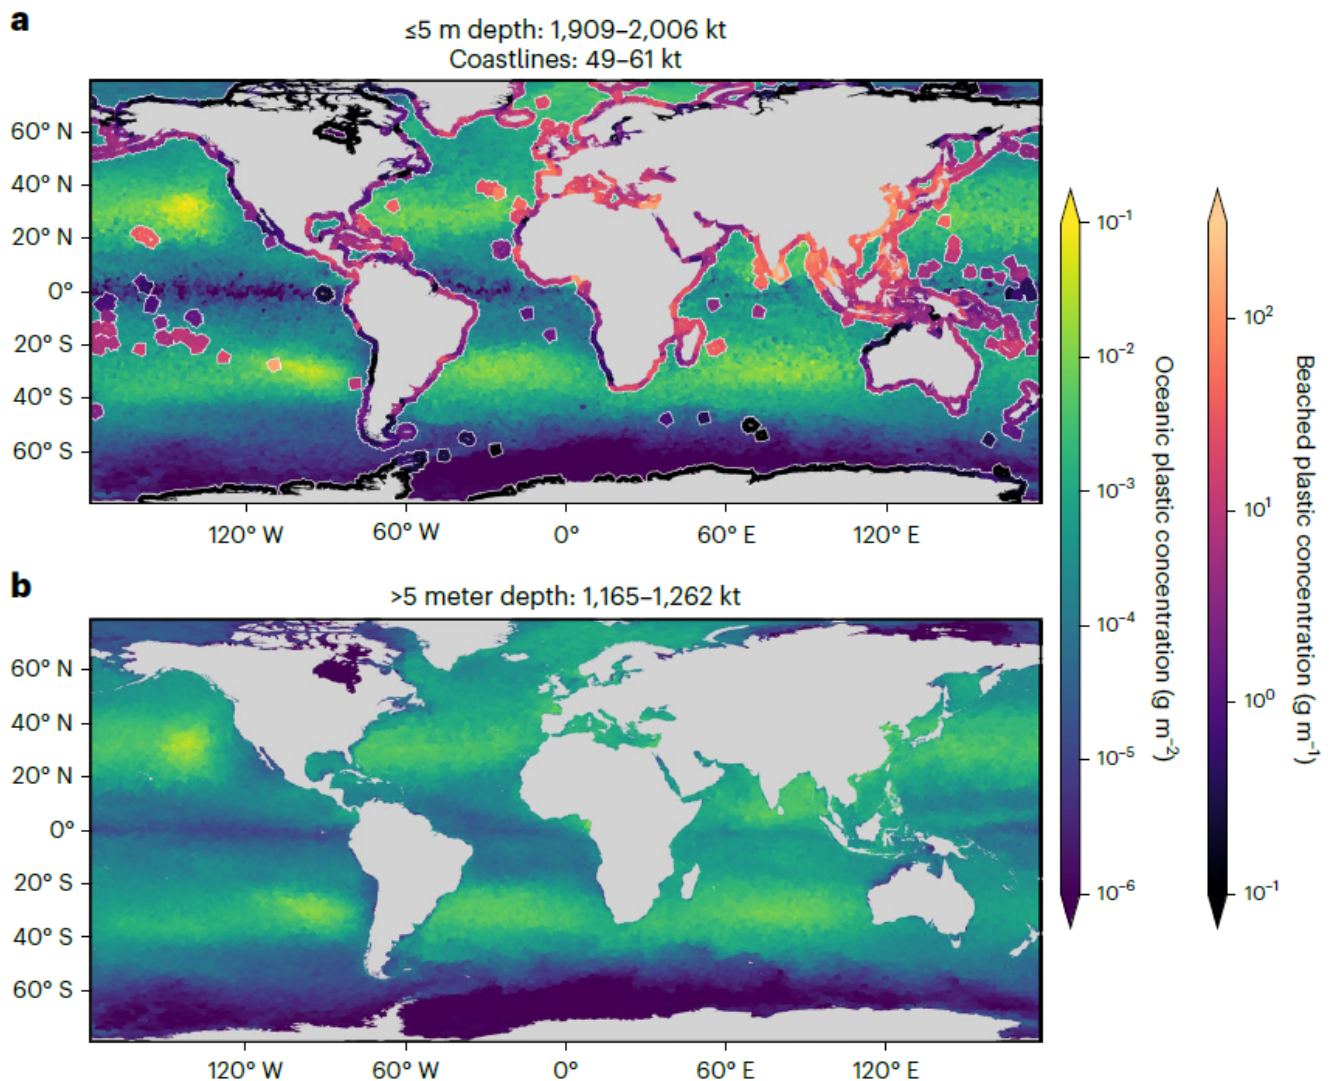 a
≤5 m depth: 1,909–2,006 kt
Coastlines: 49–61 kt
60° N
40° N
20° N
0°
20° S
40° S
60° S
120° W
60° W
0°
60° E
120° E
b
>5 meter depth: 1,165–1,262 kt
60° N
40° N
20° N
0°
20° S
40° S
60° S
120° W
60° W
0°
60° E
120° E
10⁻¹
10⁻²
10⁻³
10⁻⁴
10⁻⁵
10⁻⁶
Oceanic plastic concentration (g m⁻²)
10²
10¹
10⁰
10⁻¹
Beached plastic concentration (g m⁻¹)